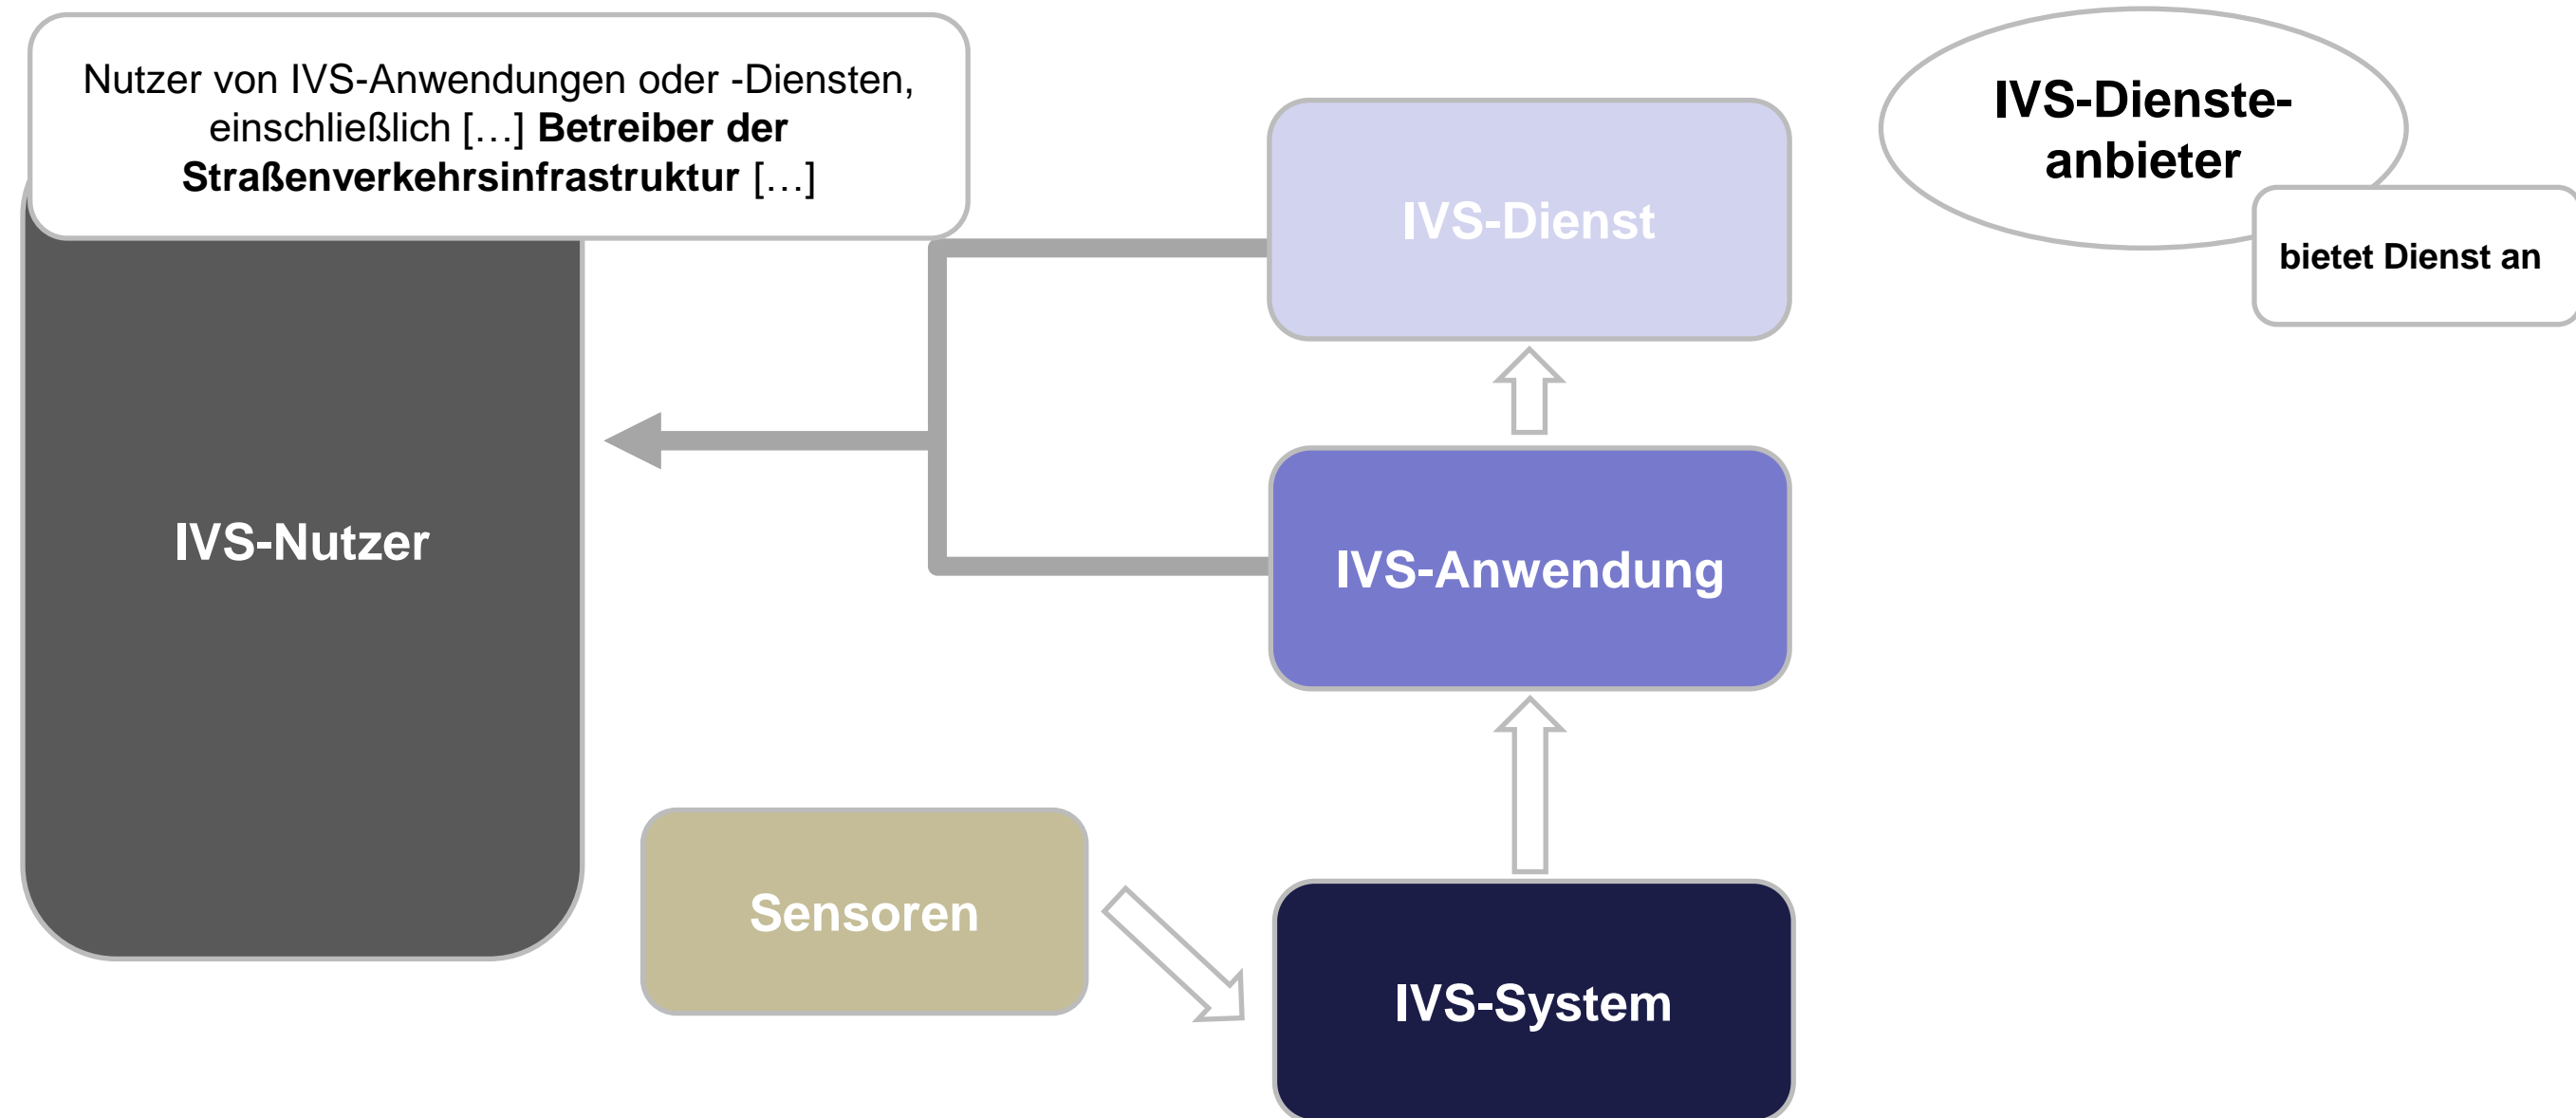 Nutzer von IVS-Anwendungen oder -Diensten,
einschließlich […] Betreiber der
Straßenverkehrsinfrastruktur […]
IVS-Dienste-
anbieter
bietet Dienst an
IVS-Dienst
IVS-Nutzer
IVS-Anwendung
Sensoren
IVS-System